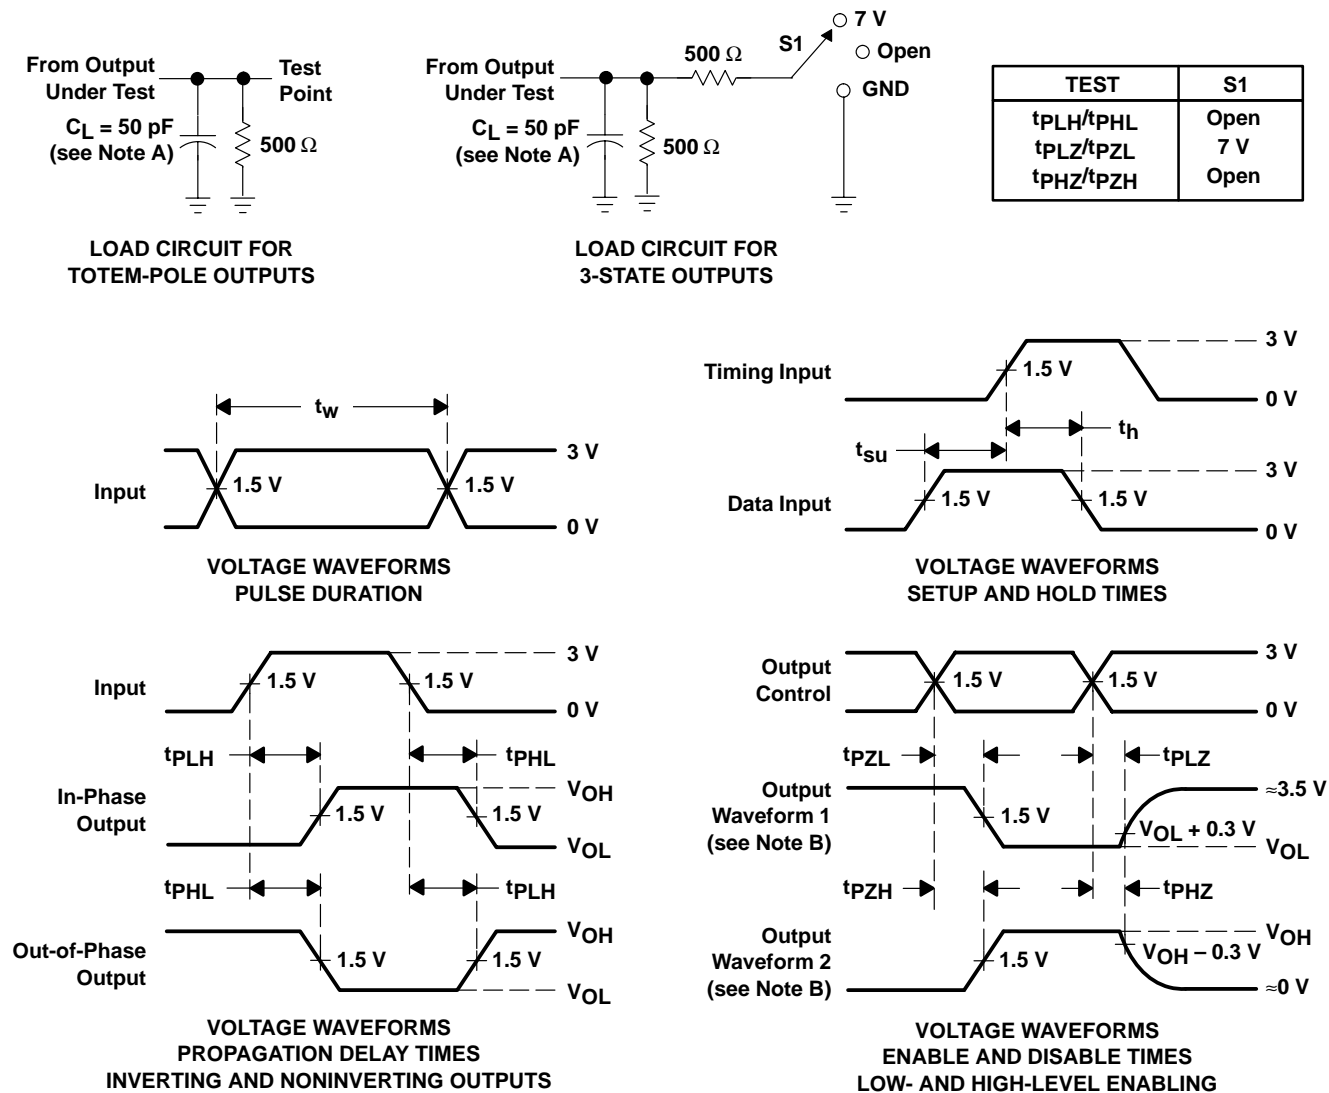 From Output
Under Test
Test
Point
CL = 50 pF
(see Note A)
500 Ω
LOAD CIRCUIT FOR
TOTEM-POLE OUTPUTS
From Output
Under Test
500 Ω
S1
7 V
Open
GND
CL = 50 pF
(see Note A)
500 Ω
LOAD CIRCUIT FOR
3-STATE OUTPUTS
TEST S1
tPLH/tPHL Open
tPLZ/tPZL 7 V
tPHZ/tPZH Open
tw
Input
1.5 V
1.5 V
3 V
0 V
VOLTAGE WAVEFORMS
PULSE DURATION
Timing Input
1.5 V
3 V
0 V
th
tsu
Data Input
1.5 V
1.5 V
3 V
0 V
VOLTAGE WAVEFORMS
SETUP AND HOLD TIMES
Input
1.5 V
1.5 V
3 V
0 V
tPLH
tPHL
In-Phase
Output
1.5 V
1.5 V
VOH
VOL
tPHL
tPLH
Out-of-Phase
Output
1.5 V
1.5 V
VOH
VOL
VOLTAGE WAVEFORMS
PROPAGATION DELAY TIMES
INVERTING AND NONINVERTING OUTPUTS
Output
Control
1.5 V
1.5 V
3 V
0 V
tPZL
tPLZ
Output
Waveform 1
(see Note B)
1.5 V
≈3.5 V
VOL + 0.3 V
VOL
tPZH
tPHZ
Output
Waveform 2
(see Note B)
1.5 V
VOH
VOH – 0.3 V
≈0 V
VOLTAGE WAVEFORMS
ENABLE AND DISABLE TIMES
LOW- AND HIGH-LEVEL ENABLING